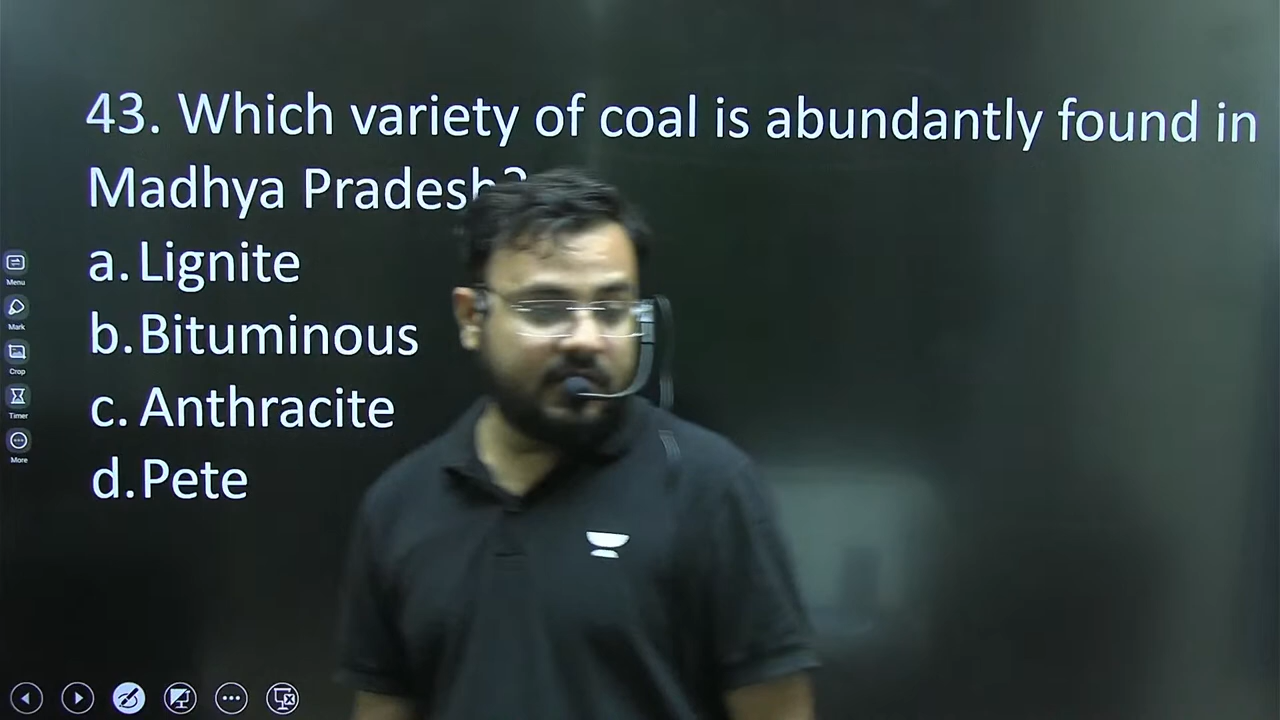 43. Which variety of coal is abundantly found in
Madhya Pradesh?
a. Lignite
b. Bituminous
c. Anthracite
d. Pete
Menu
Mark
Crop
Timer
More